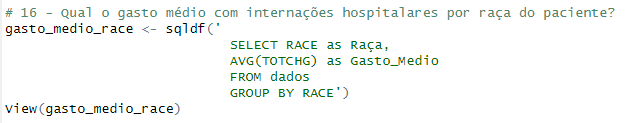 # 16 - Qual o gasto médio com internações hospitalares por raça do paciente?
gasto_medio_race <- sqldf('
SELECT RACE as Raça,
AVG(TOTCHG) as Gasto_Medio
FROM dados
GROUP BY RACE')
View(gasto_medio_race)